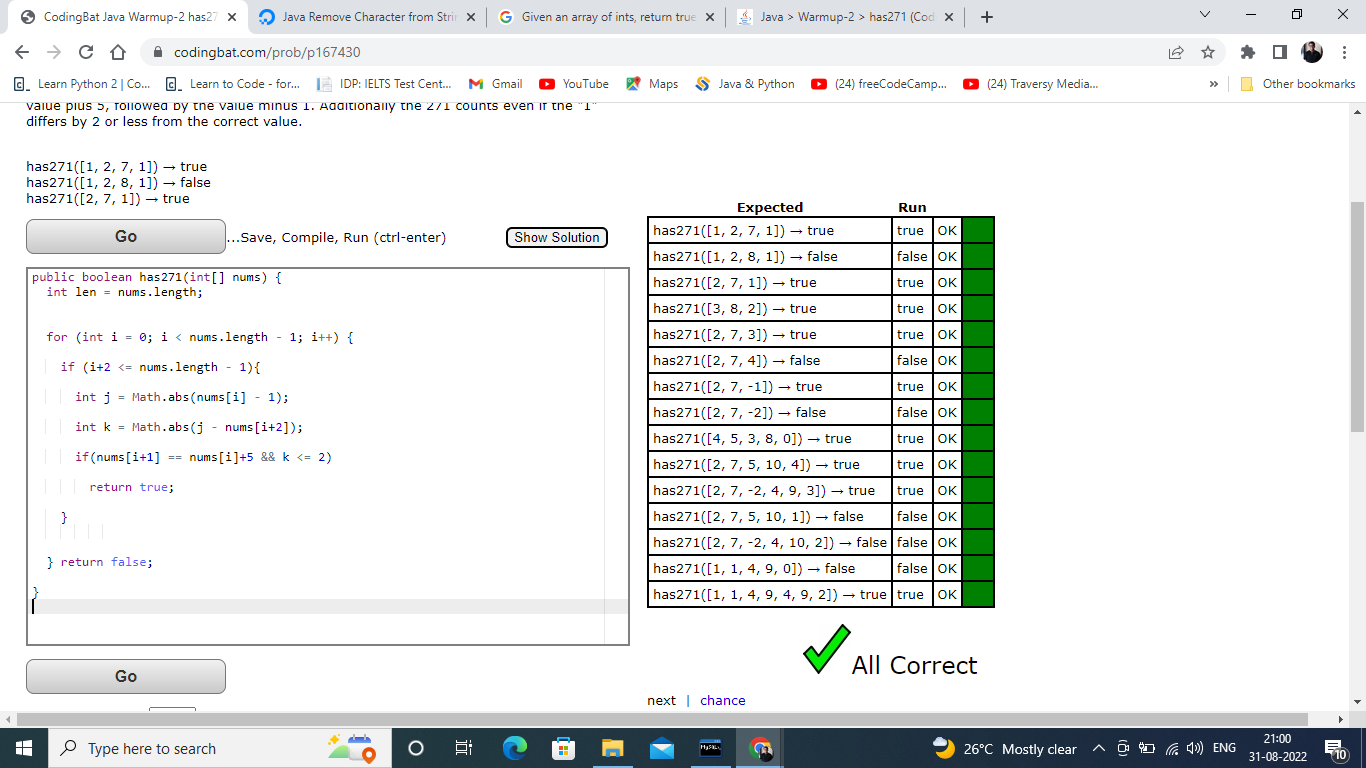 CodingBat Java Warmup-2 has27
Java Remove Character from Strin
Given an array of ints, return true
Java > Warmup-2 > has271 (Cod
codingbat.com/prob/p167430
Learn Python 2 | Co...
Learn to Code - for...
IDP: IELTS Test Cent...
Gmail
YouTube
Maps
Java & Python
(24) freeCodeCamp...
(24) Traversy Media...
»
Other bookmarks
value plus 5, followed by the value minus 1. Additionally the 271 counts even if the "1"
differs by 2 or less from the correct value.
has271([1, 2, 7, 1]) → true
has271([1, 2, 8, 1]) → false
has271([2, 7, 1]) → true
Go
...Save, Compile, Run (ctrl-enter)
Show Solution
public boolean has271(int[] nums) {
int len = nums.length;
for (int i = 0; i < nums.length - 1; i++) {
if (i+2 <= nums.length - 1){
int j = Math.abs(nums[i] - 1);
int k = Math.abs(j - nums[i+2]);
if(nums[i+1] == nums[i]+5 && k <= 2)
return true;
}
} return false;
}
Go
Expected Run
has271([1, 2, 7, 1]) → true true OK
has271([1, 2, 8, 1]) → false false OK
has271([2, 7, 1]) → true true OK
has271([3, 8, 2]) → true true OK
has271([2, 7, 3]) → true true OK
has271([2, 7, 4]) → false false OK
has271([2, 7, -1]) → true true OK
has271([2, 7, -2]) → false false OK
has271([4, 5, 3, 8, 0]) → true true OK
has271([2, 7, 5, 10, 4]) → true true OK
has271([2, 7, -2, 4, 9, 3]) → true true OK
has271([2, 7, 5, 10, 1]) → false false OK
has271([2, 7, -2, 4, 10, 2]) → false false OK
has271([1, 1, 4, 9, 0]) → false false OK
has271([1, 1, 4, 9, 4, 9, 2]) → true true OK
All Correct
next | chance
Type here to search
MySQL
26°C Mostly clear
ENG
21:00
31-08-2022
10